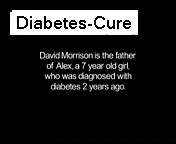 Diabetes-Cure
David Morrison is the father
of Alex, a 7 year old girl,
who was diagnosed with
diabetes 2 years ago.